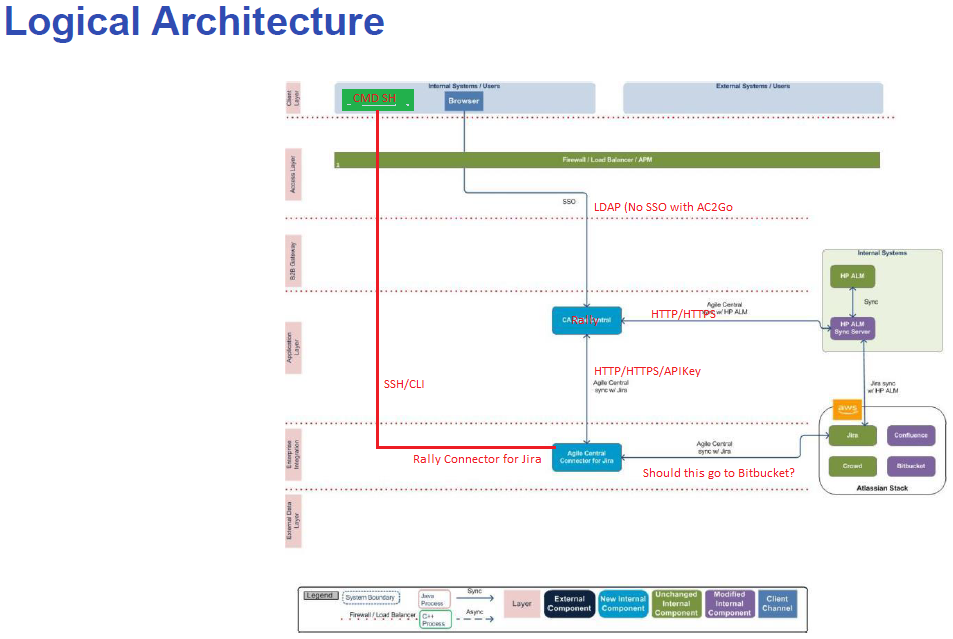 Logical Architecture
Client
Layer
Internal Systems / Users
CMD SH
Browser
External Systems / Users
Access Layer
1
Firewall / Load Balancer / APM
SSO
LDAP (No SSO with AC2Go
B2B Gateway
Internal Systems
HP ALM
Sync
HP ALM
Sync Server
Application
Layer
Rally
Agile Central
sync w/ HP ALM
HTTP/HTTPS
HTTP/HTTPS/APIKey
Agile Central
sync w/ Jira
SSH/CLI
Jira sync
w/ HP ALM
aws
Enterprise
Integration
Rally Connector for Jira
Agile Central
Connector for Jira
Agile Central
sync w/ Jira
Should this go to Bitbucket?
Jira
Confluence
Crowd
Bitbucket
Atlassian Stack
External Data
Layer
Legend
System Boundary
Firewall / Load Balancer
Java
Process
C++
Process
Sync
Async
Layer
External
Component
New Internal
Component
Unchanged
Internal
Component
Modified
Internal
Component
Client
Channel